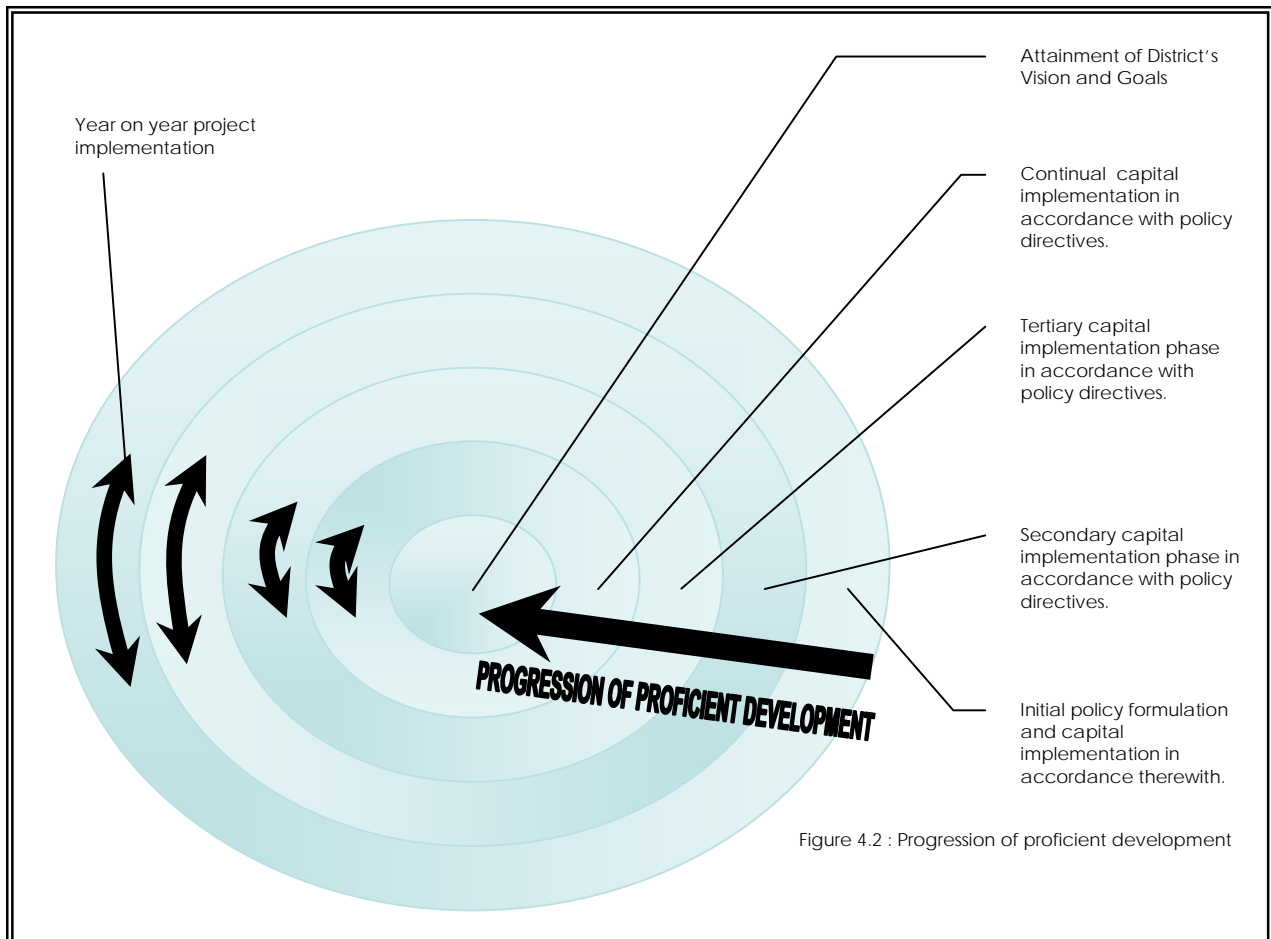 Attainment of District's
Vision and Goals
Year on year project
implementation
Continual capital
implementation in
accordance with policy
directives.
Tertiary capital
implementation phase
in accordance with
policy directives.
Secondary capital
implementation phase in
accordance with policy
directives.
PROGRESSION OF PROFICIENT DEVELOPMENT
Initial policy formulation
and capital
implementation in
accordance therewith.
Figure 4.2 : Progression of proficient development